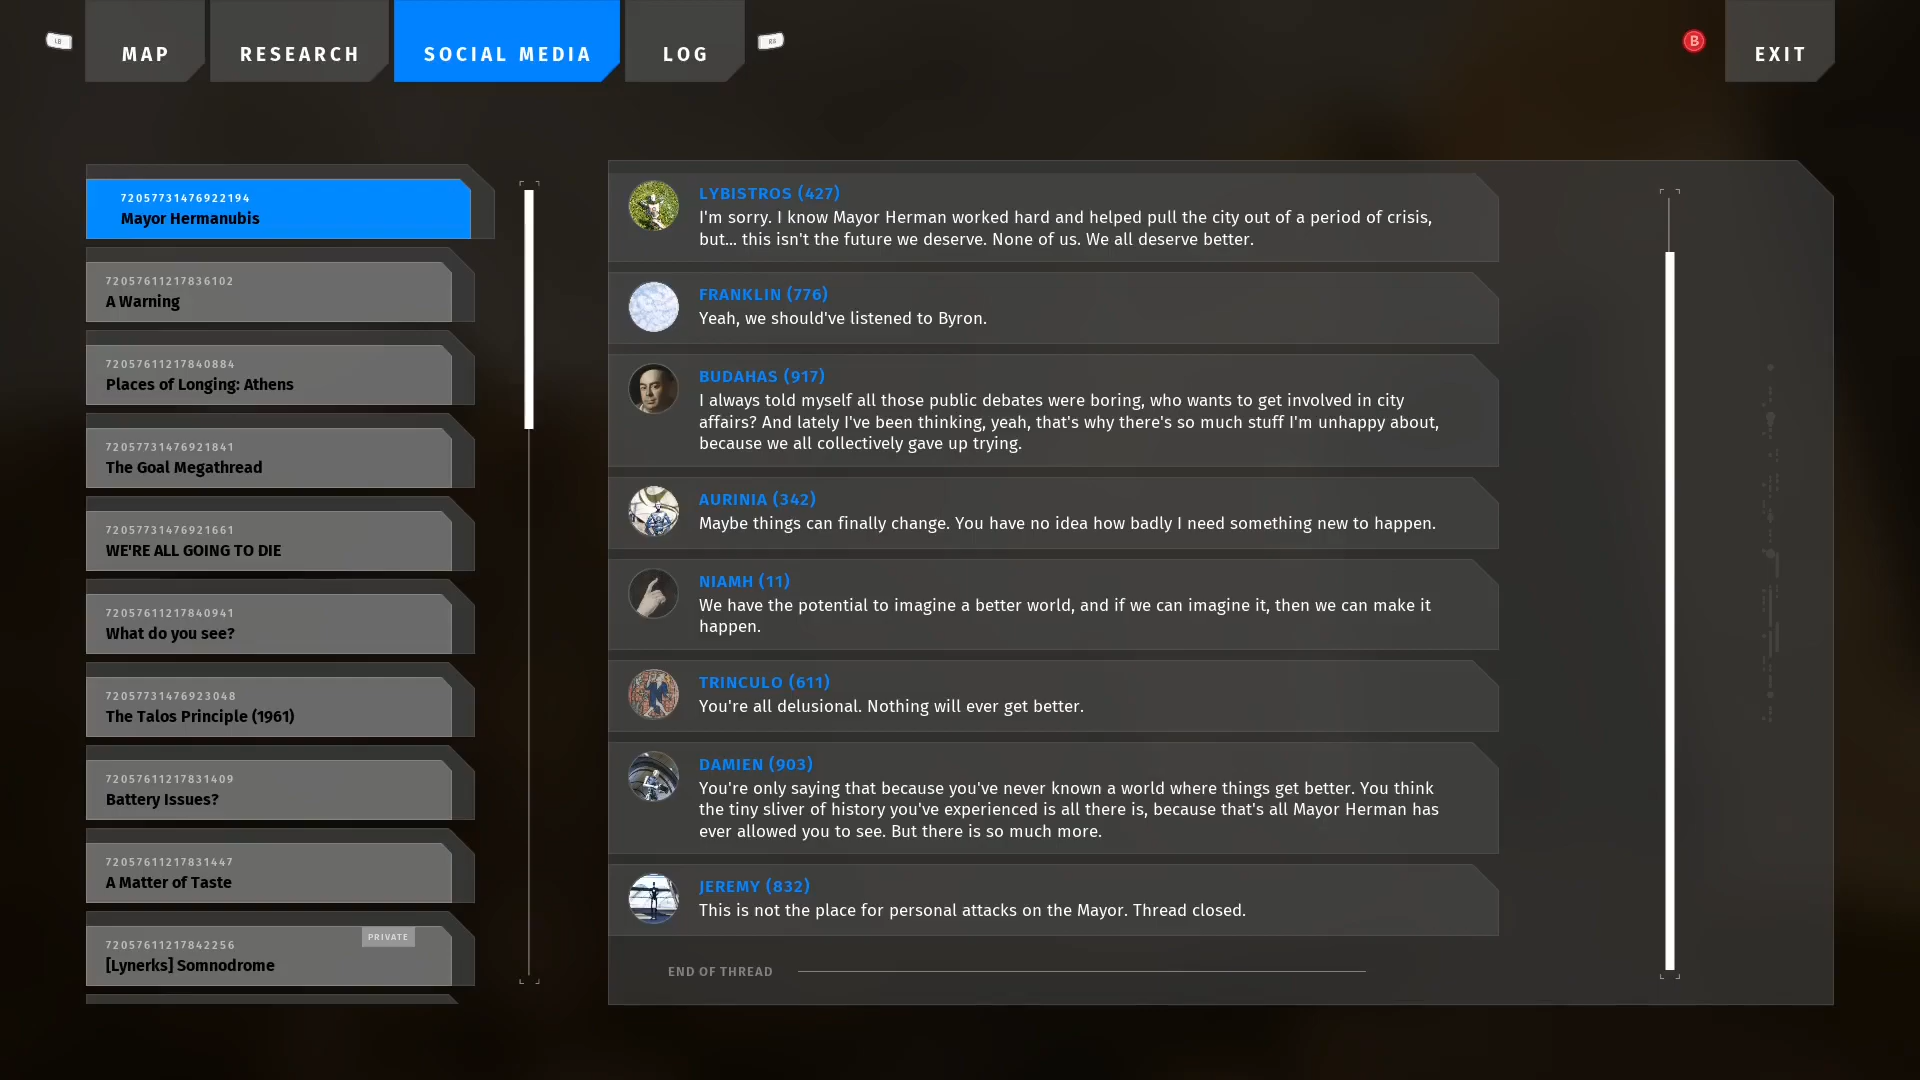 LB
MAP
RESEARCH
SOCIAL MEDIA
LOG
RB
B
EXIT
72057731476922194
Mayor Hermanubis
72057611217836102
A Warning
72057611217840884
Places of Longing: Athens
72057731476921841
The Goal Megathread
72057731476921661
WE'RE ALL GOING TO DIE
72057611217840941
What do you see?
72057731476923048
The Talos Principle (1961)
72057611217831409
Battery Issues?
72057611217831447
A Matter of Taste
72057611217842256
PRIVATE
[Lynerks] Somnodrome
LYBISTROS (427)
I'm sorry. I know Mayor Herman worked hard and helped pull the city out of a period of crisis,
but... this isn't the future we deserve. None of us. We all deserve better.
FRANKLIN (776)
Yeah, we should've listened to Byron.
BUDAHAS (917)
I always told myself all those public debates were boring, who wants to get involved in city
affairs? And lately I've been thinking, yeah, that's why there's so much stuff I'm unhappy about,
because we all collectively gave up trying.
AURINIA (342)
Maybe things can finally change. You have no idea how badly I need something new to happen.
NIAMH (11)
We have the potential to imagine a better world, and if we can imagine it, then we can make it
happen.
TRINCULO (611)
You're all delusional. Nothing will ever get better.
DAMIEN (903)
You're only saying that because you've never known a world where things get better. You think
the tiny sliver of history you've experienced is all there is, because that's all Mayor Herman has
ever allowed you to see. But there is so much more.
JEREMY (832)
This is not the place for personal attacks on the Mayor. Thread closed.
END OF THREAD